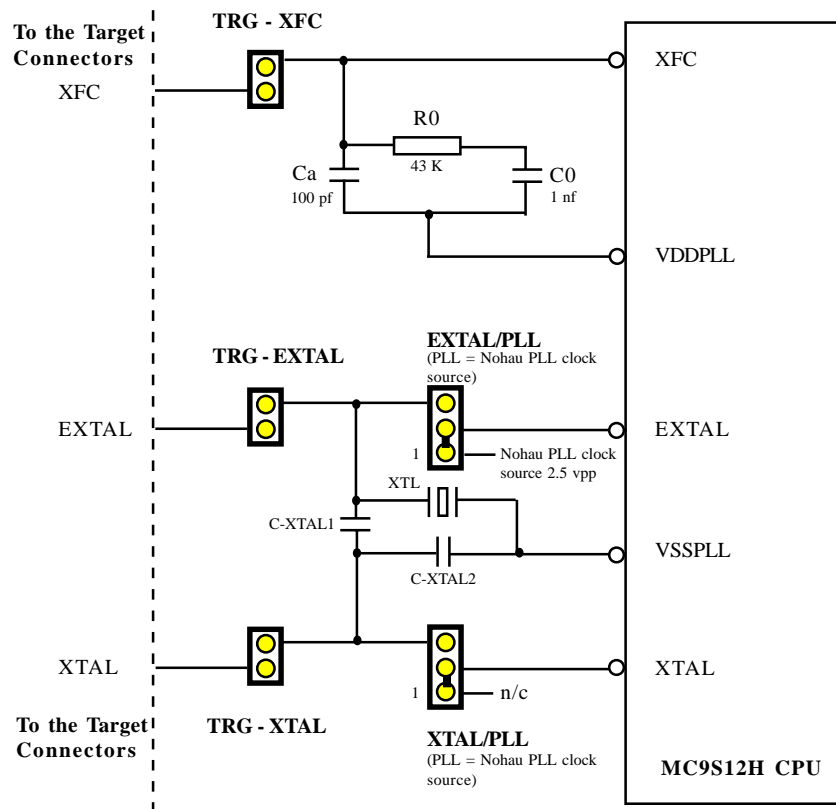 To the Target
Connectors
TRG - XFC
XFC
XFC
R0
43 K
Ca
100 pf
C0
1 nf
VDDPLL
EXTAL/PLL
(PLL = Nohau PLL clock
source)
TRG - EXTAL
EXTAL
EXTAL
1
Nohau PLL clock
source 2.5 vpp
XTL
C-XTAL1
VSSPLL
C-XTAL2
XTAL
XTAL
1
n/c
To the Target
Connectors
TRG - XTAL
XTAL/PLL
(PLL = Nohau PLL clock
source)
MC9S12H CPU